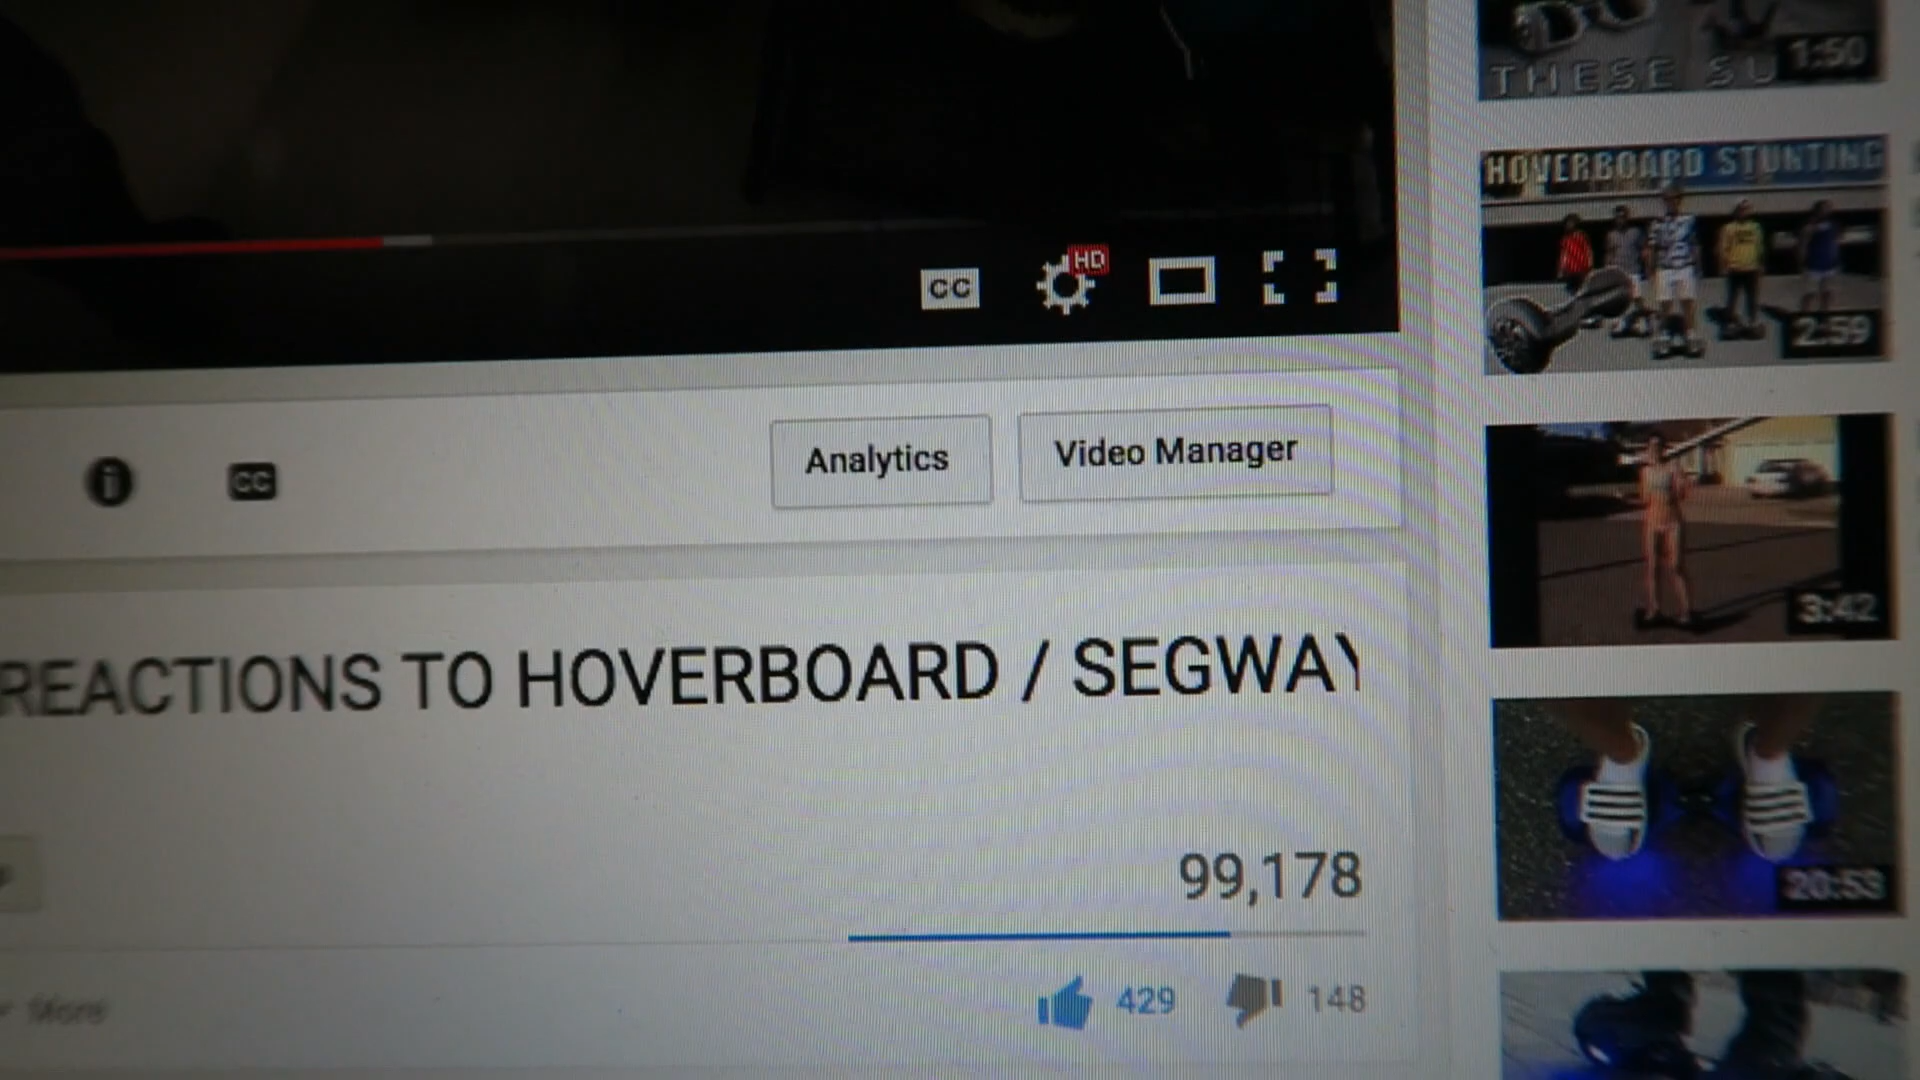 1:50
THESE SU
HOVERBOARD STUNTING
2:59
CC
HD
Analytics
Video Manager
CC
3:42
REACTIONS TO HOVERBOARD / SEGWAY
99,178
20:53
More
429
148